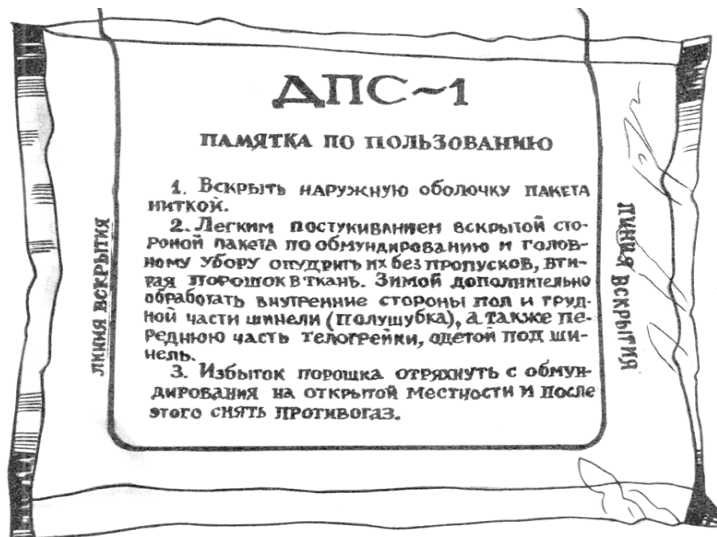 ДПС~1
ПАМЯТКА ПО ПОЛЬЗОВАНИЮ
1. Вскрыть наружную оболочку пакета
ниткой.
2. Легким постукиванием вскрытой сто-
роной пакета по обмундированию и голов-
ному убору опудрить их без пропусков, вти-
рая порошок в ткань. Зимой дополнительно
обработать внутренние стороны пол и груд-
ной части шинели (полушубка), а также пе-
реднюю часть телогрейки, одетой под ши-
нель.
3. Избыток порошка отряхнуть с обмун-
дирования на открытой местности и после
этого снять противогаз.
ЛИНИЯ ВСКРЫТИЯ
ЛИНИЯ ВСКРЫТИЯ